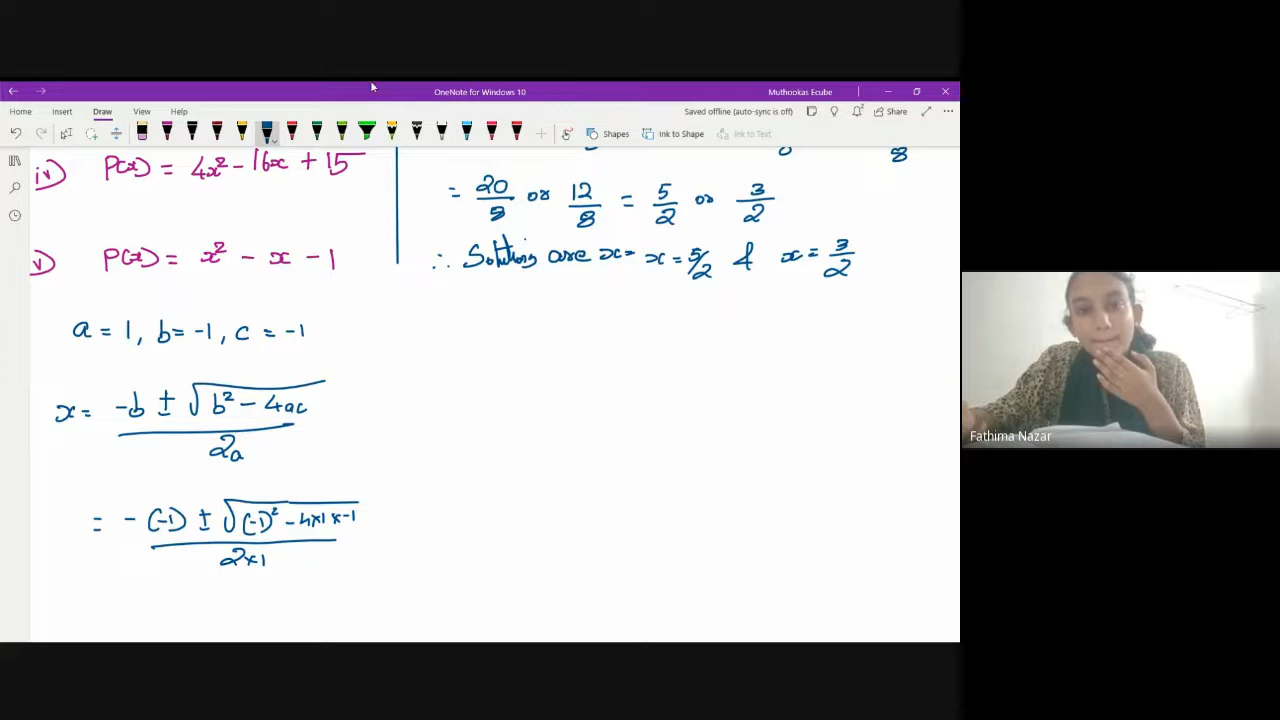 OneNote for Windows 10
Muthookas Ecube
Home Insert Draw View Help
Saved offline (auto-sync is off)
Share
Shapes
Ink to Shape
Ink to Text
iv) P(x) = 4x² - 16x + 15
v) P(x) = x² - x - 1
a = 1, b = -1, c = -1
x = -b ± √b² - 4ac
2a
= -(-1) ± √(-1)² - 4×1×-1
2×1
8
= 20/8 or 12/8 = 5/2 or 3/2
∴ Solutions are x = x = 5/2 & x = 3/2
Fathima Nazar